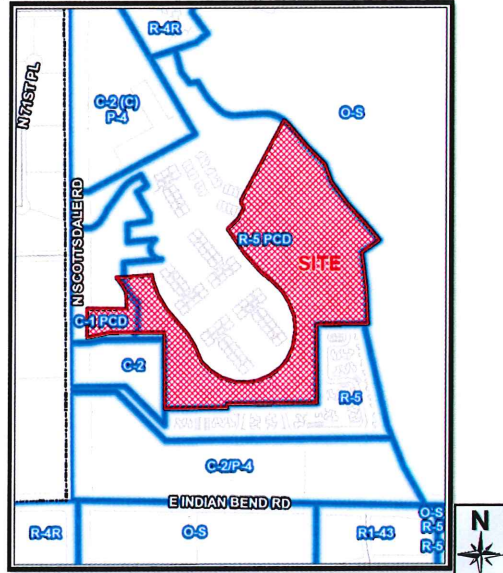 R-4R
N 71ST PL
C-2 (C)
P-4
O-S
N SCOTTSDALE RD
R-5 PCD
SITE
C-1 PCD
C-2
R-5
C-2/P-4
E INDIAN BEND RD
R-4R
O-S
R1-43
O-S
R-5
R-5
N